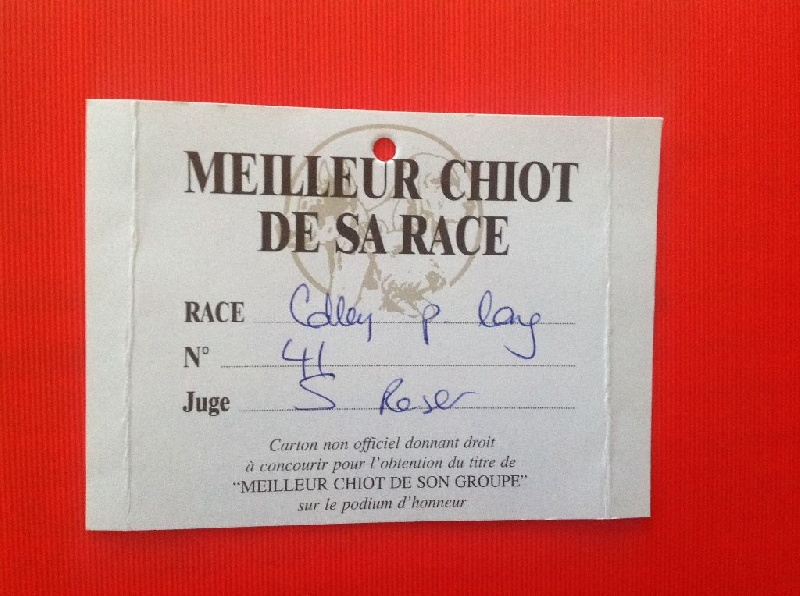 MEILLEUR CHIOT
DE SA RACE
RACE Colley p. long
N° 41
Juge S Roser
Carton non officiel donnant droit
à concourir pour l'obtention du titre de
"MEILLEUR CHIOT DE SON GROUPE"
sur le podium d'honneur